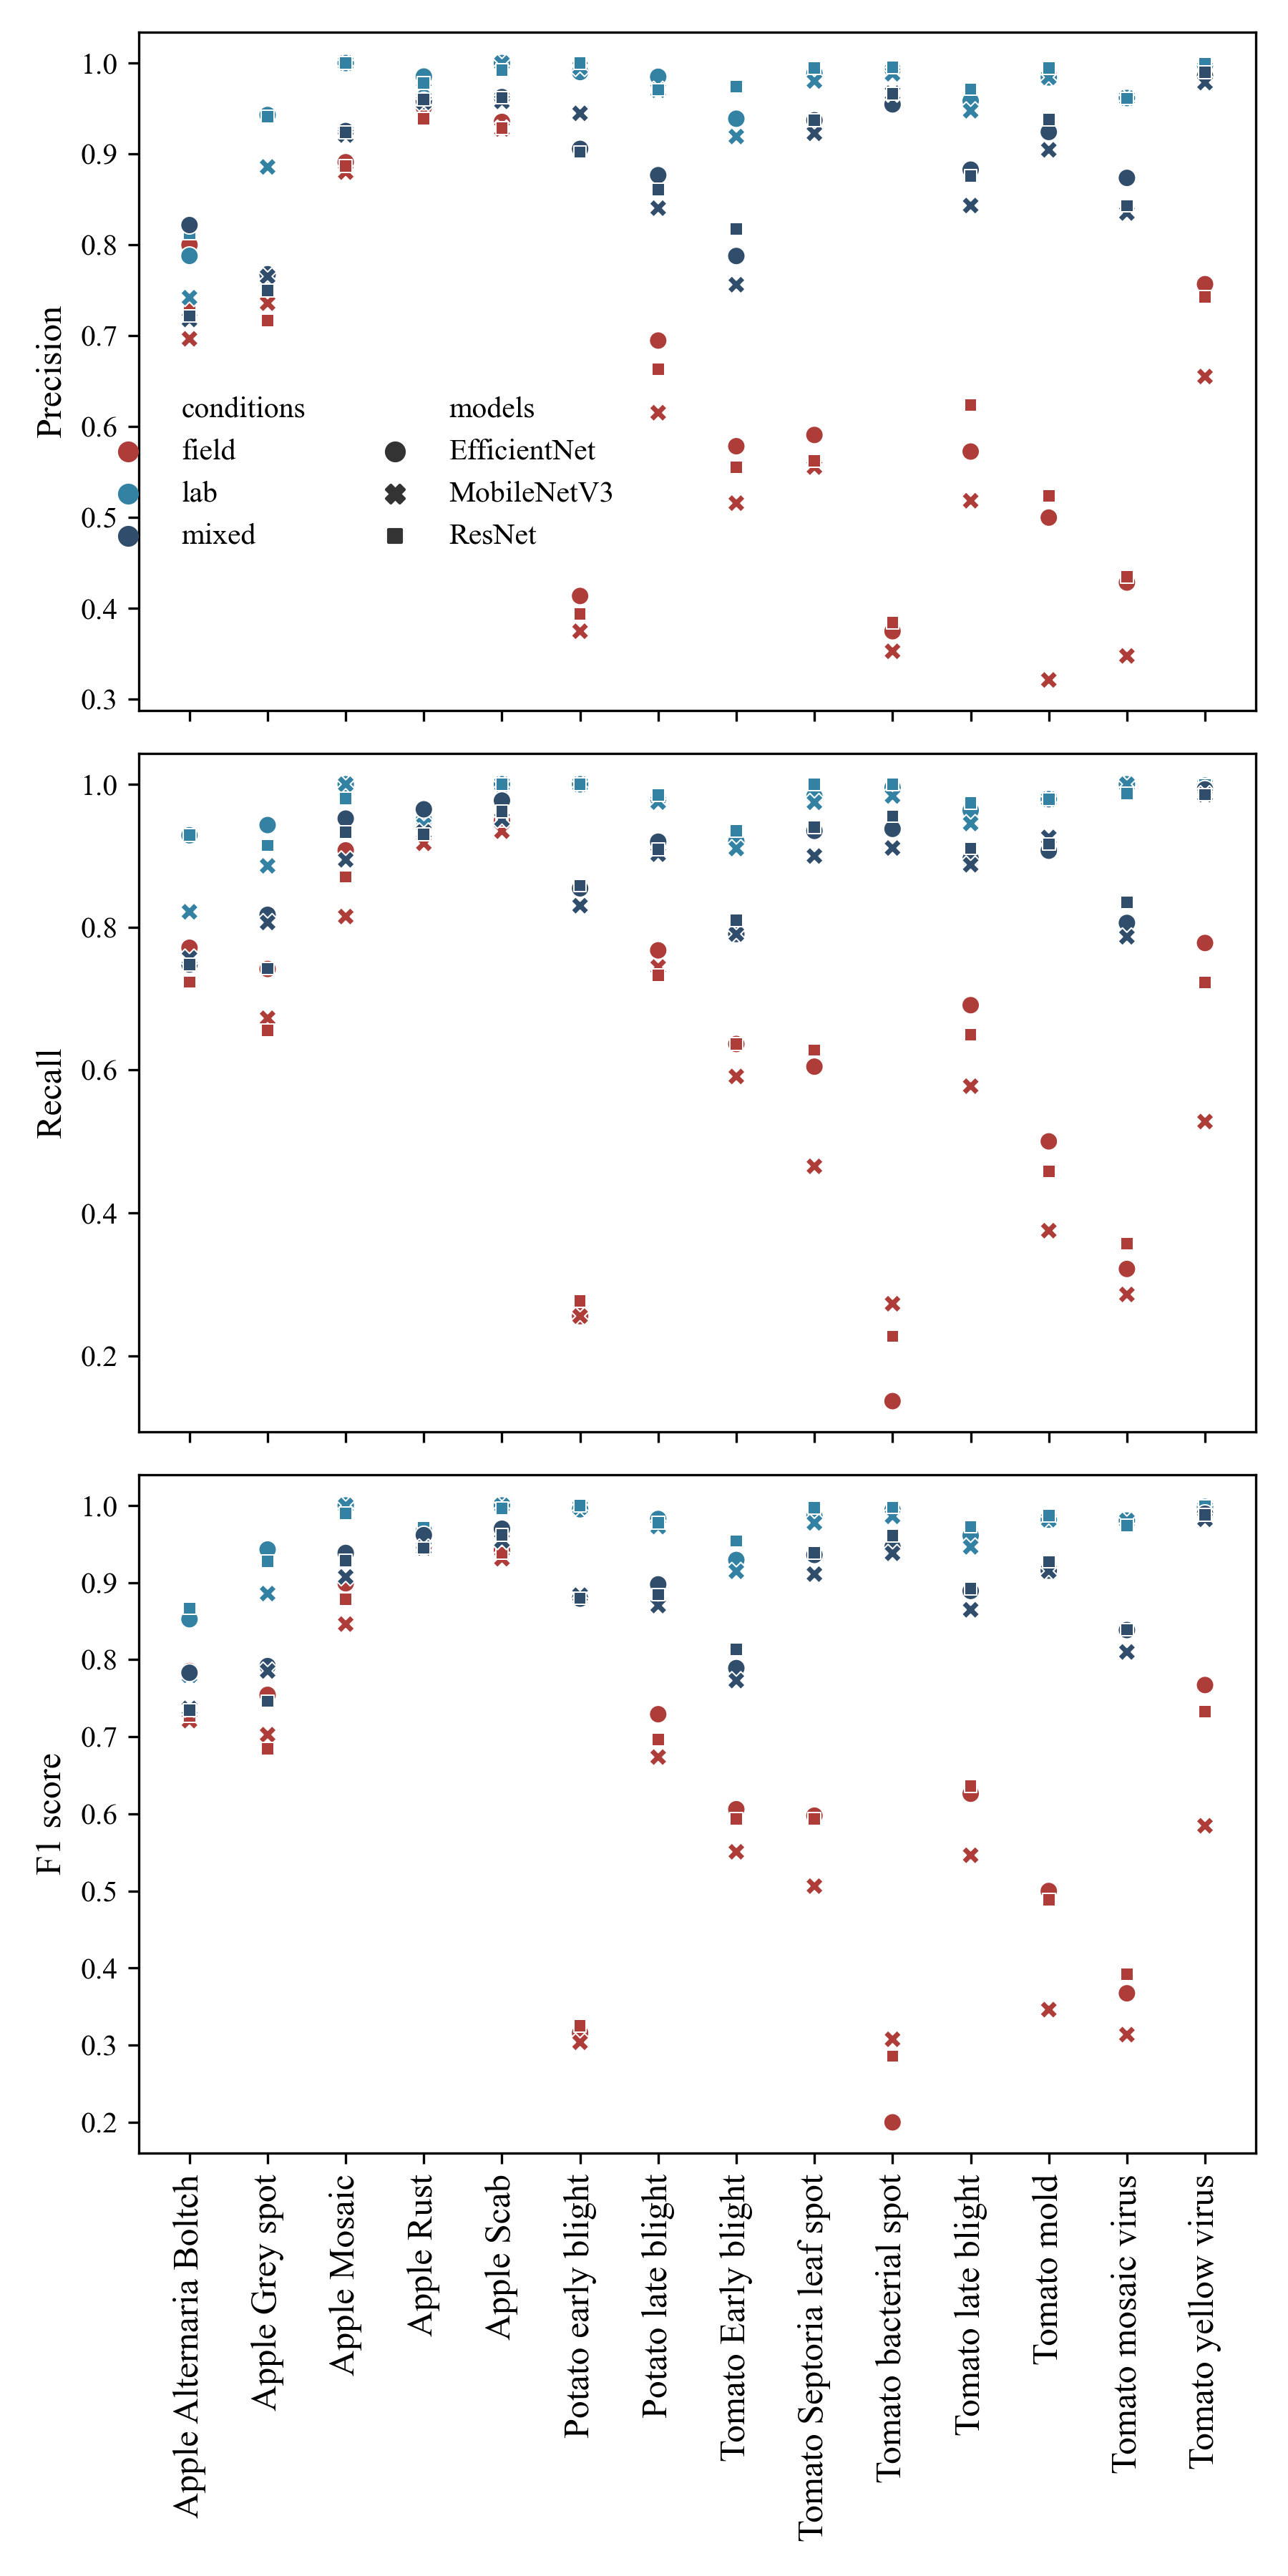 1.0
0.9
0.8
0.7
0.6
0.5
0.4
0.3
Precision
conditions
field
lab
mixed
models
EfficientNet
MobileNetV3
ResNet
1.0
0.8
0.6
0.4
0.2
Recall
1.0
0.9
0.8
0.7
0.6
0.5
0.4
0.3
0.2
F1 score
Apple Alternaria Boltch
Apple Grey spot
Apple Mosaic
Apple Rust
Apple Scab
Potato early blight
Potato late blight
Tomato Early blight
Tomato Septoria leaf spot
Tomato bacterial spot
Tomato late blight
Tomato mold
Tomato mosaic virus
Tomato yellow virus